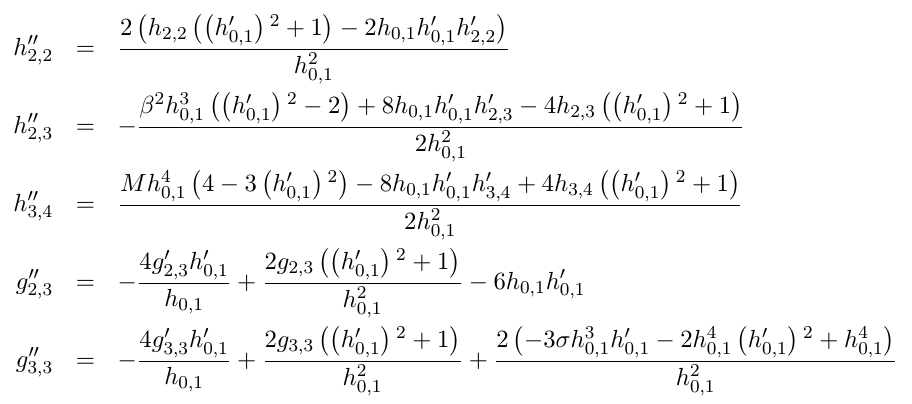 h''_{2,2} = \frac{2\left(h_{2,2}\left(\left(h'_{0,1}\right)^2+1\right)-2h_{0,1}h'_{0,1}h'_{2,2}\right)}{h_{0,1}^2}
h''_{2,3} = -\frac{\beta^2h_{0,1}^3\left(\left(h'_{0,1}\right)^2-2\right)+8h_{0,1}h'_{0,1}h'_{2,3}-4h_{2,3}\left(\left(h'_{0,1}\right)^2+1\right)}{2h_{0,1}^2}
h''_{3,4} = \frac{Mh_{0,1}^4\left(4-3\left(h'_{0,1}\right)^2\right)-8h_{0,1}h'_{0,1}h'_{3,4}+4h_{3,4}\left(\left(h'_{0,1}\right)^2+1\right)}{2h_{0,1}^2}
g''_{2,3} = -\frac{4g'_{2,3}h'_{0,1}}{h_{0,1}}+\frac{2g_{2,3}\left(\left(h'_{0,1}\right)^2+1\right)}{h_{0,1}^2}-6h_{0,1}h'_{0,1}
g''_{3,3} = -\frac{4g'_{3,3}h'_{0,1}}{h_{0,1}}+\frac{2g_{3,3}\left(\left(h'_{0,1}\right)^2+1\right)}{h_{0,1}^2}+\frac{2\left(-3\sigma h_{0,1}^3h'_{0,1}-2h_{0,1}^4\left(h'_{0,1}\right)^2+h_{0,1}^4\right)}{h_{0,1}^2}